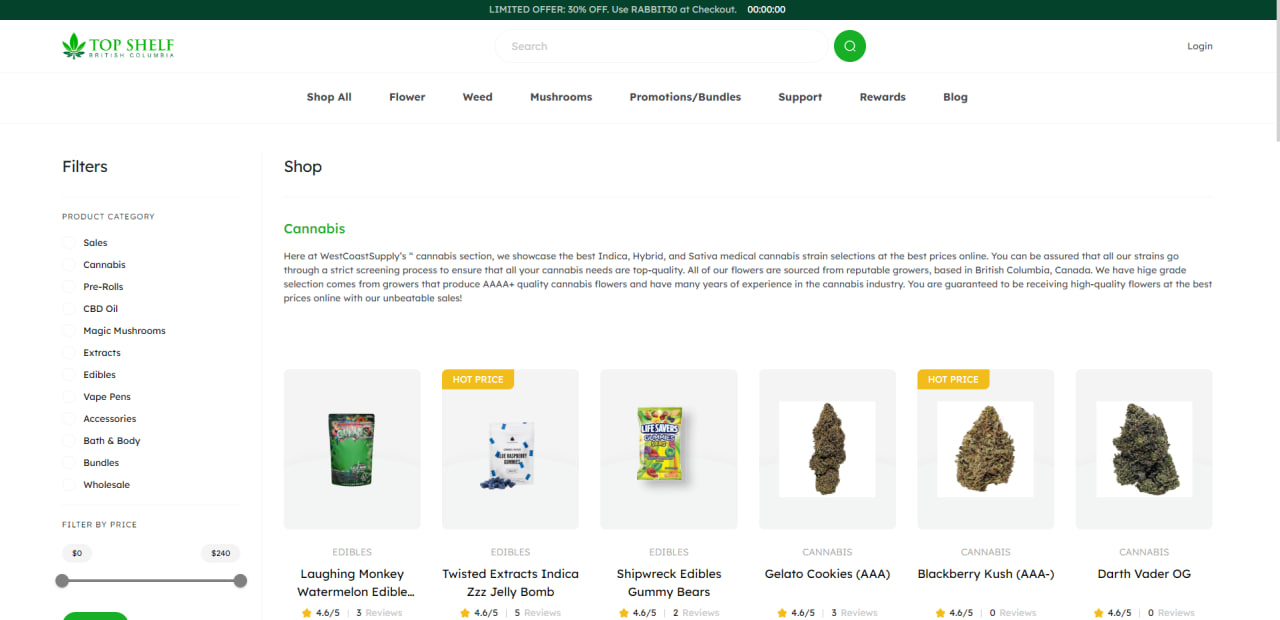 LIMITED OFFER: 30% OFF. Use RABBIT30 at Checkout. 00:00:00
TOP SHELF
BRITISH COLUMBIA
Search
Login
Shop All Flower Weed Mushrooms Promotions/Bundles Support Rewards Blog
Filters
PRODUCT CATEGORY
Sales
Cannabis
Pre-Rolls
CBD Oil
Magic Mushrooms
Extracts
Edibles
Vape Pens
Accessories
Bath & Body
Bundles
Wholesale
FILTER BY PRICE
$0 $240
Shop
Cannabis
Here at WestCoastSupply's " cannabis section, we showcase the best Indica, Hybrid, and Sativa medical cannabis strain selections at the best prices online. You can be assured that all our strains go
through a strict screening process to ensure that all your cannabis needs are top-quality. All of our flowers are sourced from reputable growers, based in British Columbia, Canada. We have hige grade
selection comes from growers that produce AAAA+ quality cannabis flowers and have many years of experience in the cannabis industry. You are guaranteed to be receiving high-quality flowers at the best
prices online with our unbeatable sales!
HOT PRICE
BLUE RASPBERRY
GUMMIES
LIFE SAVERS
GUMMIES
HOT PRICE
EDIBLES
Laughing Monkey
Watermelon Edible...
4.6/5 | 3 Reviews
EDIBLES
Twisted Extracts Indica
Zzz Jelly Bomb
4.6/5 | 5 Reviews
EDIBLES
Shipwreck Edibles
Gummy Bears
4.6/5 | 2 Reviews
CANNABIS
Gelato Cookies (AAA)
4.6/5 | 3 Reviews
CANNABIS
Blackberry Kush (AAA-)
4.6/5 | 0 Reviews
CANNABIS
Darth Vader OG
4.6/5 | 0 Reviews